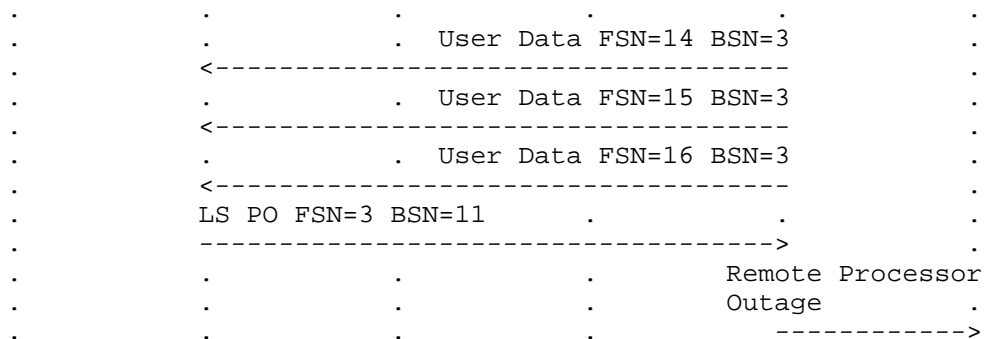 .           .           .           .           .           .
.           .           .  User Data FSN=14 BSN=3           .
.           <------------------------------------           .
.           .           .  User Data FSN=15 BSN=3           .
.           <------------------------------------           .
.           .           .  User Data FSN=16 BSN=3           .
.           <------------------------------------           .
.           LS PO FSN=3 BSN=11      .           .           .
.           ------------------------------------>           .
.           .           .           .        Remote Processor
.           .           .           .        Outage         .
.           .           .           .           ------------>